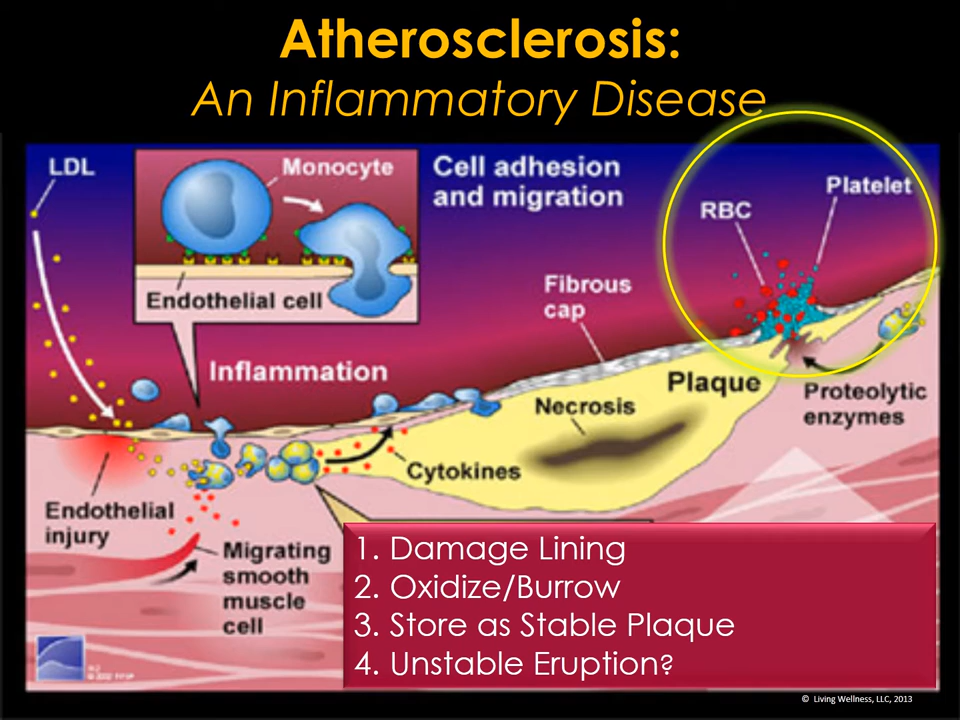 Atherosclerosis:
An Inflammatory Disease
LDL
Monocyte
Endothelial cell
Cell adhesion
and migration
RBC
Platelet
Fibrous
cap
Inflammation
Plaque
Necrosis
Proteolytic
enzymes
Cytokines
Endothelial
injury
Migrating
smooth
muscle
cell
1. Damage Lining
2. Oxidize/Burrow
3. Store as Stable Plaque
4. Unstable Eruption?
© Living Wellness, LLC, 2013